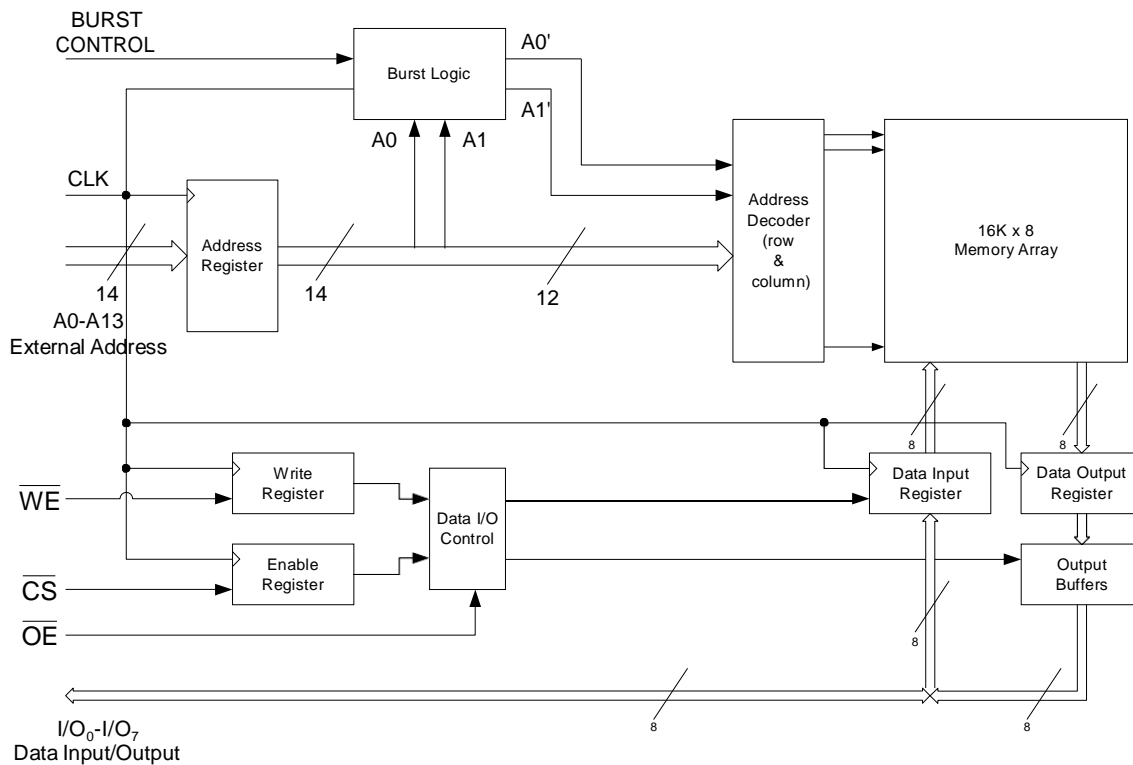 BURST
CONTROL
A0'
Burst Logic
A1'
A0
A1
CLK
Address
Register
Address
Decoder
(row
&
column)
16K x 8
Memory Array
14
14
12
A0-A13
External Address
8
8
Write
Register
Data Input
Register
Data Output
Register
WE
Data I/O
Control
Enable
Register
Output
Buffers
CS
OE
8
8
8
I/O₀-I/O₇
Data Input/Output